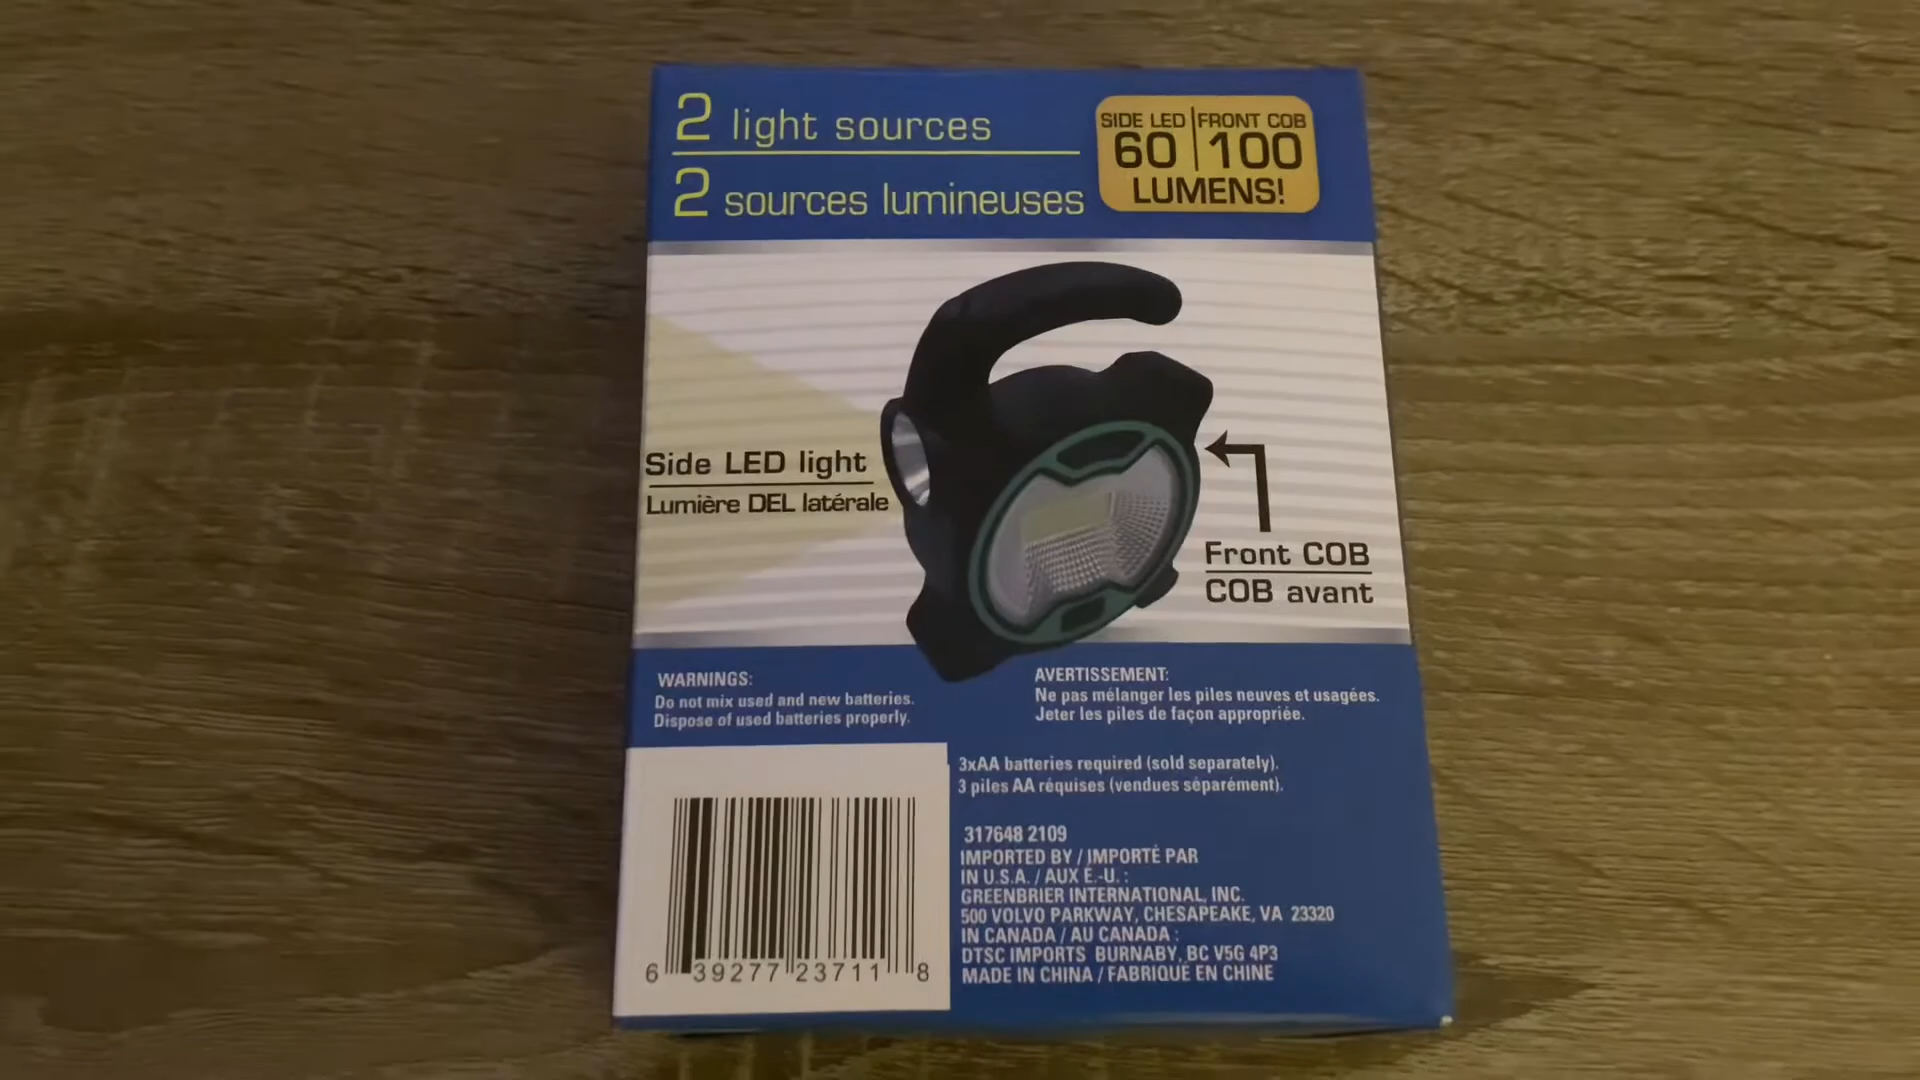 2 light sources
2 sources lumineuses
SIDE LED FRONT COB
60 100
LUMENS!
Side LED light
Lumière DEL latérale
Front COB
COB avant
WARNINGS:
Do not mix used and new batteries.
Dispose of used batteries properly.
AVERTISSEMENT:
Ne pas mélanger les piles neuves et usagées.
Jeter les piles de façon appropriée.
3xAA batteries required (sold separately).
3 piles AA réquises (vendues séparément).
317648 2109
IMPORTED BY / IMPORTÉ PAR
IN U.S.A. / AUX É.-U. :
GREENBRIER INTERNATIONAL, INC.
500 VOLVO PARKWAY, CHESAPEAKE, VA 23320
IN CANADA / AU CANADA :
DTSC IMPORTS BURNABY, BC V5G 4P3
MADE IN CHINA / FABRIQUÉ EN CHINE
6 39277 23711 8